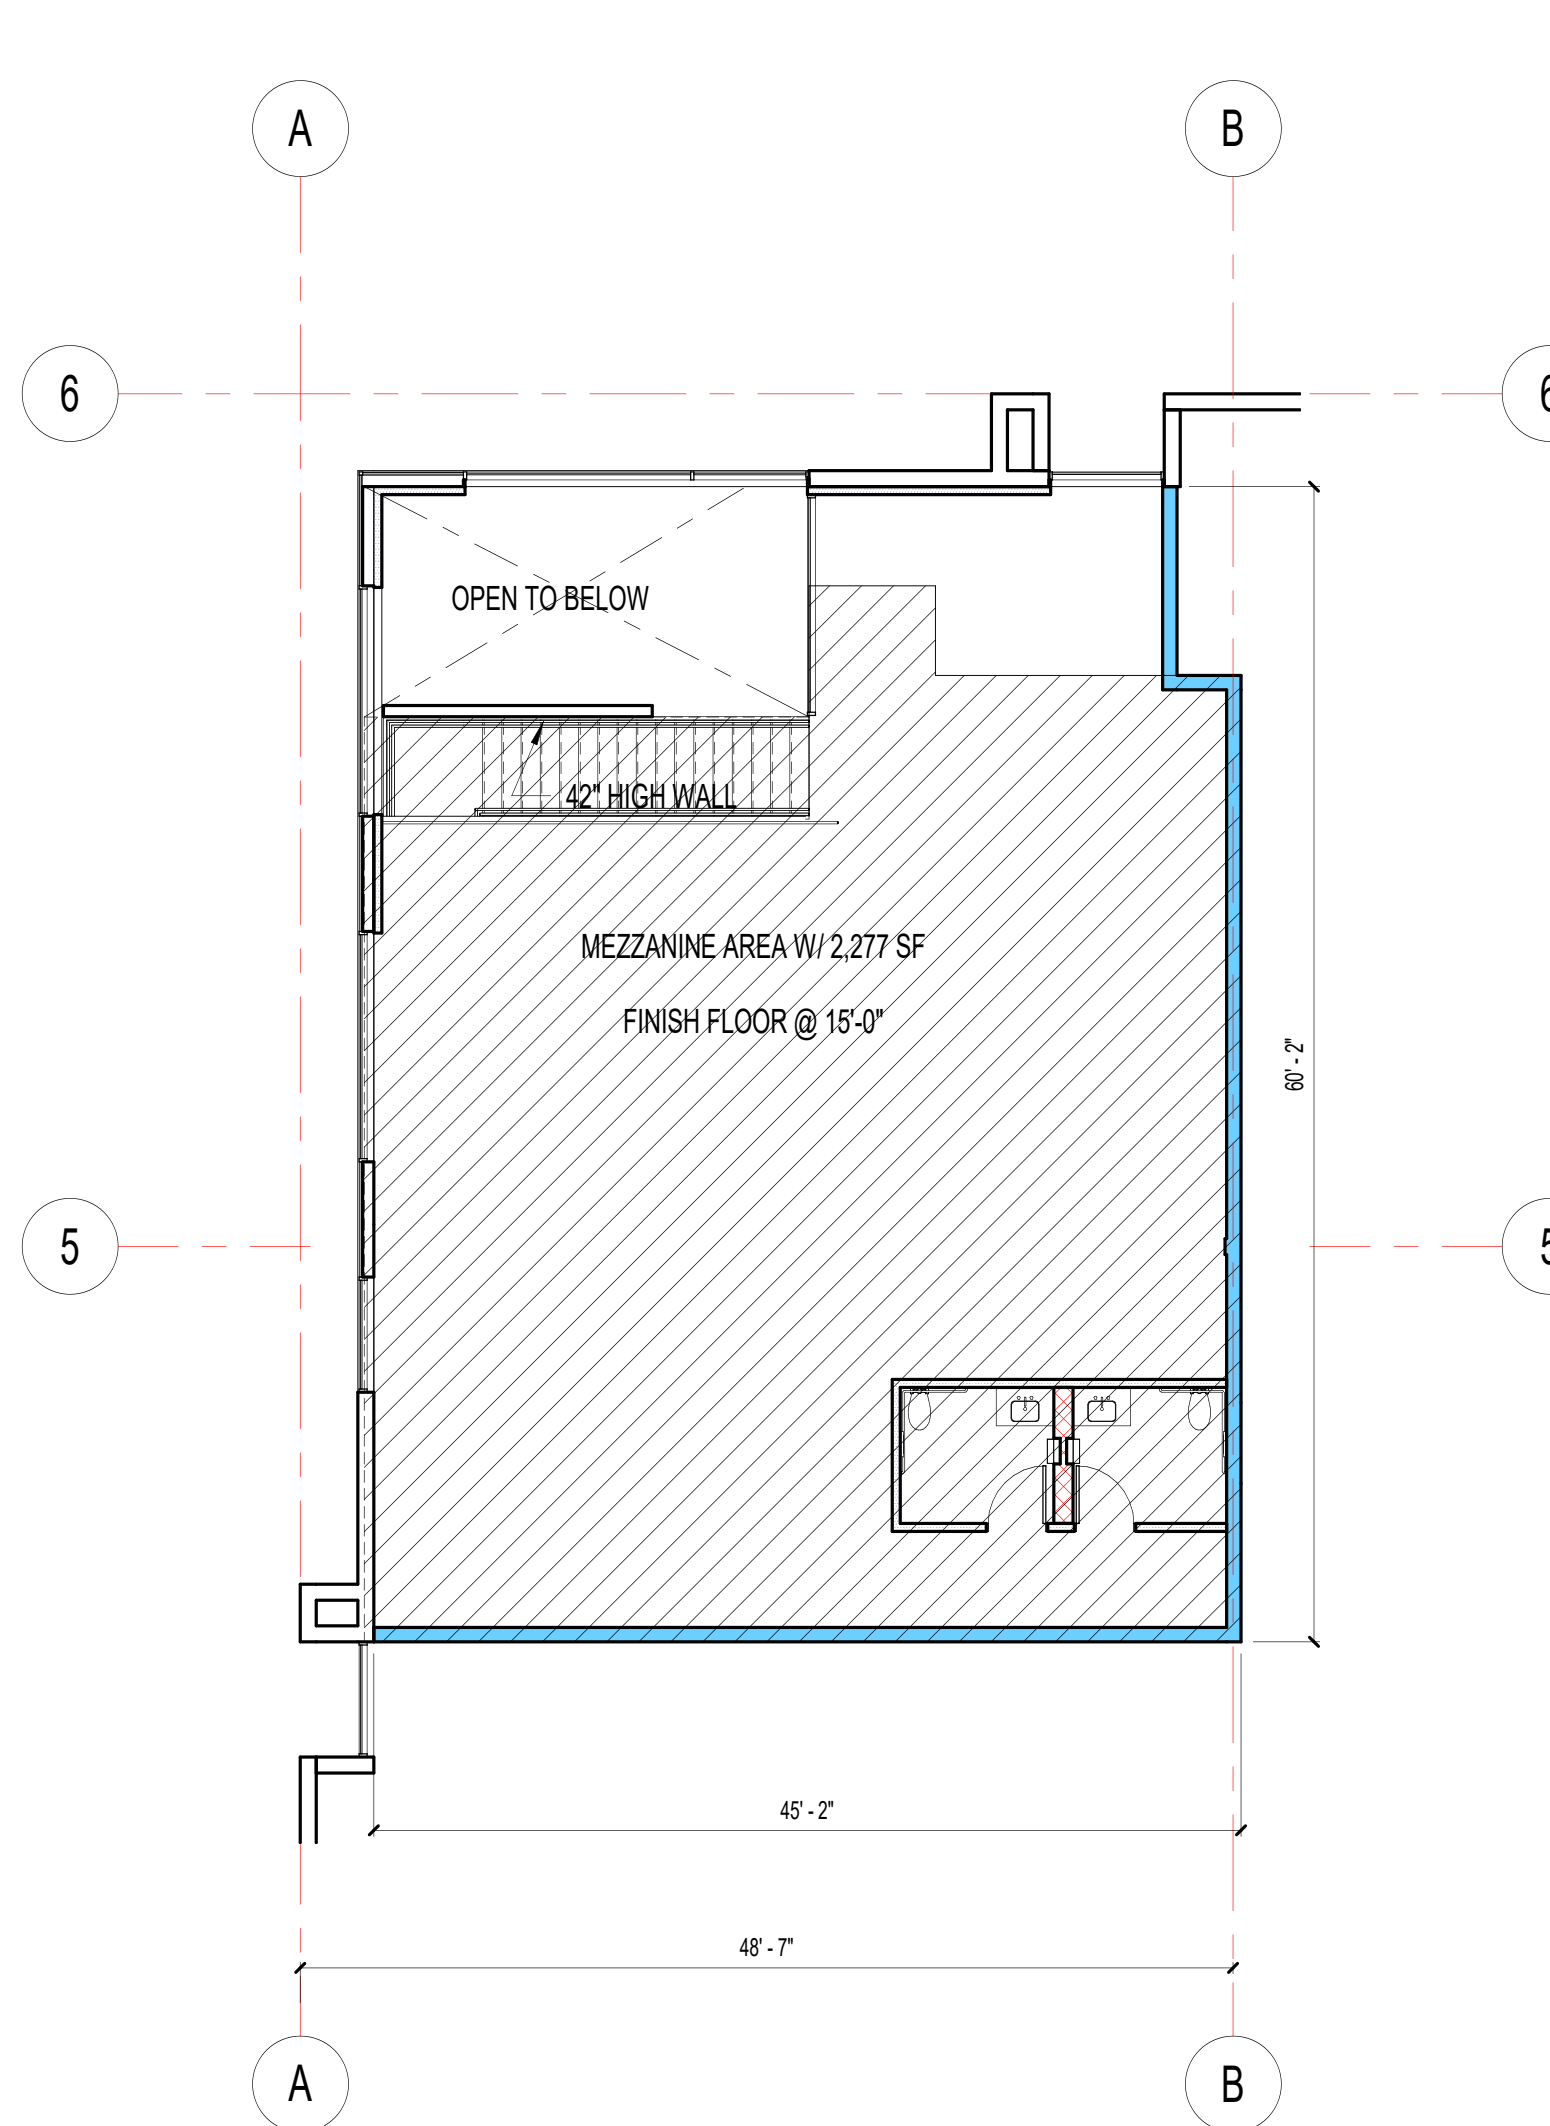 A
B
6
6
OPEN TO BELOW
42" HIGH WALL
MEZZANINE AREA W/ 2,277 SF
FINISH FLOOR @ 15'-0"
60' - 2"
5
5
45' - 2"
48' - 7"
A
B